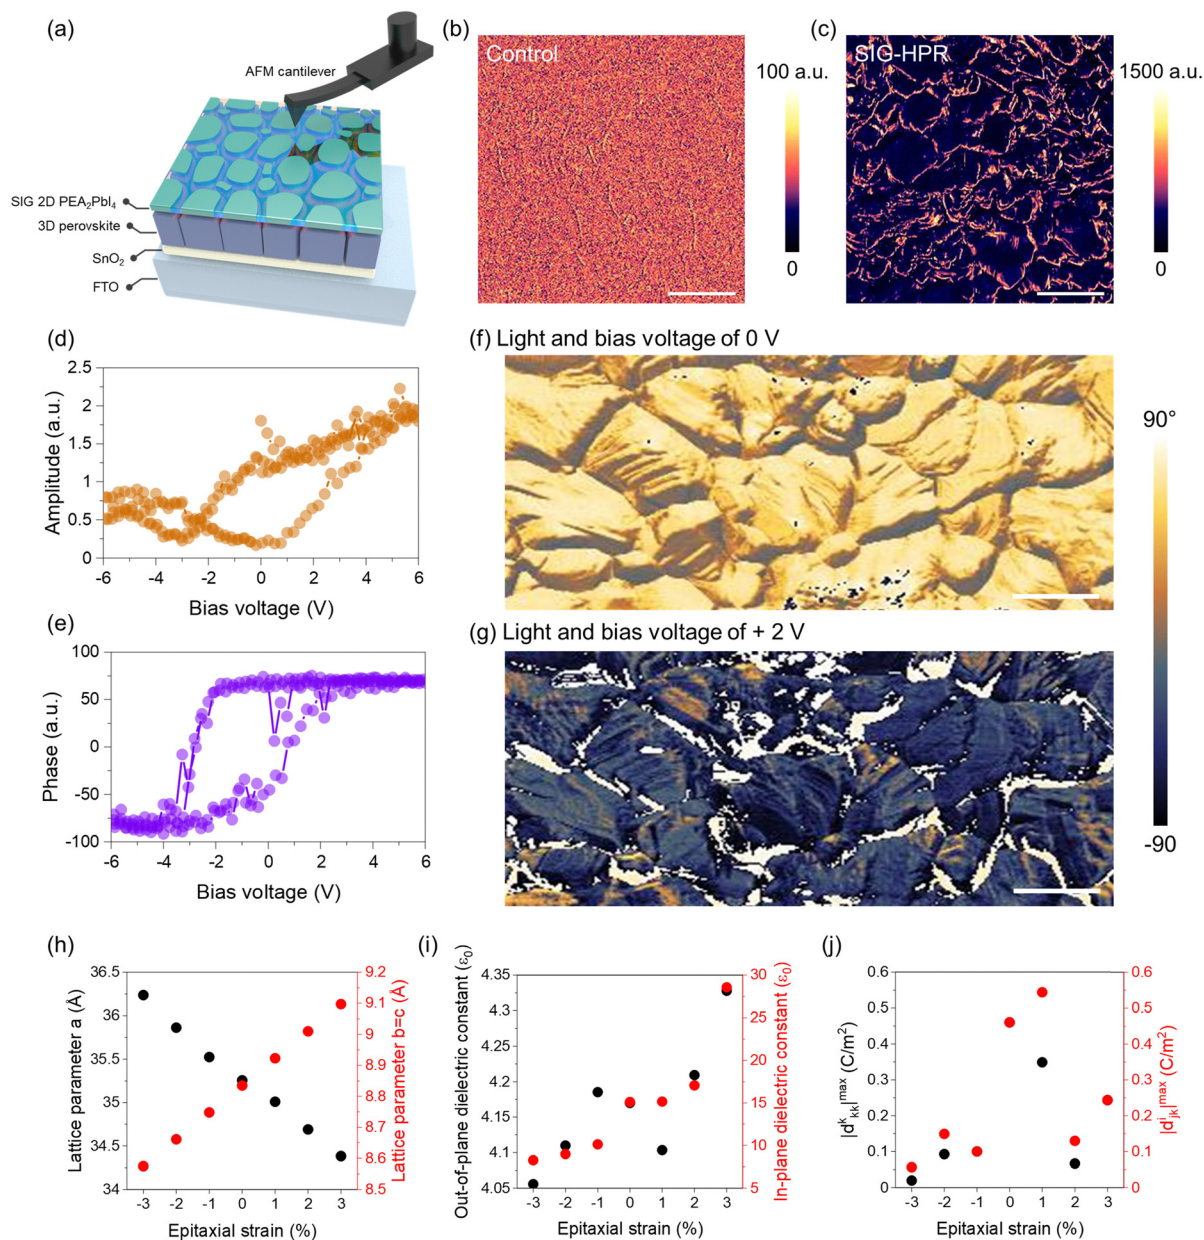 (a)
AFM cantilever
SIG 2D PEA₂PbI₄
3D perovskite
SnO₂
FTO
(b)
Control
100 a.u.
0
(c)
SIG-HPR
1500 a.u.
0
(d)
Amplitude (a.u.)
2.5
2
1.5
1
0.5
0
-6 -4 -2 0 2 4 6
Bias voltage (V)
(e)
Phase (a.u.)
100
50
0
-50
-100
-6 -4 -2 0 2 4 6
Bias voltage (V)
(f) Light and bias voltage of 0 V
(g) Light and bias voltage of + 2 V
90°
-90
(h)
Lattice parameter a (Å)
36.5
36
35.5
35
34.5
34
-3 -2 -1 0 1 2 3
Epitaxial strain (%)
9.2
9.1
9
8.9
8.8
8.7
8.6
8.5
Lattice parameter b=c (Å)
(i)
Out-of-plane dielectric constant (ε₀)
4.35
4.3
4.25
4.2
4.15
4.1
4.05
-3 -2 -1 0 1 2 3
Epitaxial strain (%)
30
25
20
15
10
5
In-plane dielectric constant (ε₀)
(j)
|dᵏₖₖ|ᵐᵃˣ (C/m²)
0.6
0.5
0.4
0.3
0.2
0.1
0
-3 -2 -1 0 1 2 3
Epitaxial strain (%)
0.6
0.5
0.4
0.3
0.2
0.1
0
|dⁱⱼₖ|ᵐᵃˣ (C/m²)